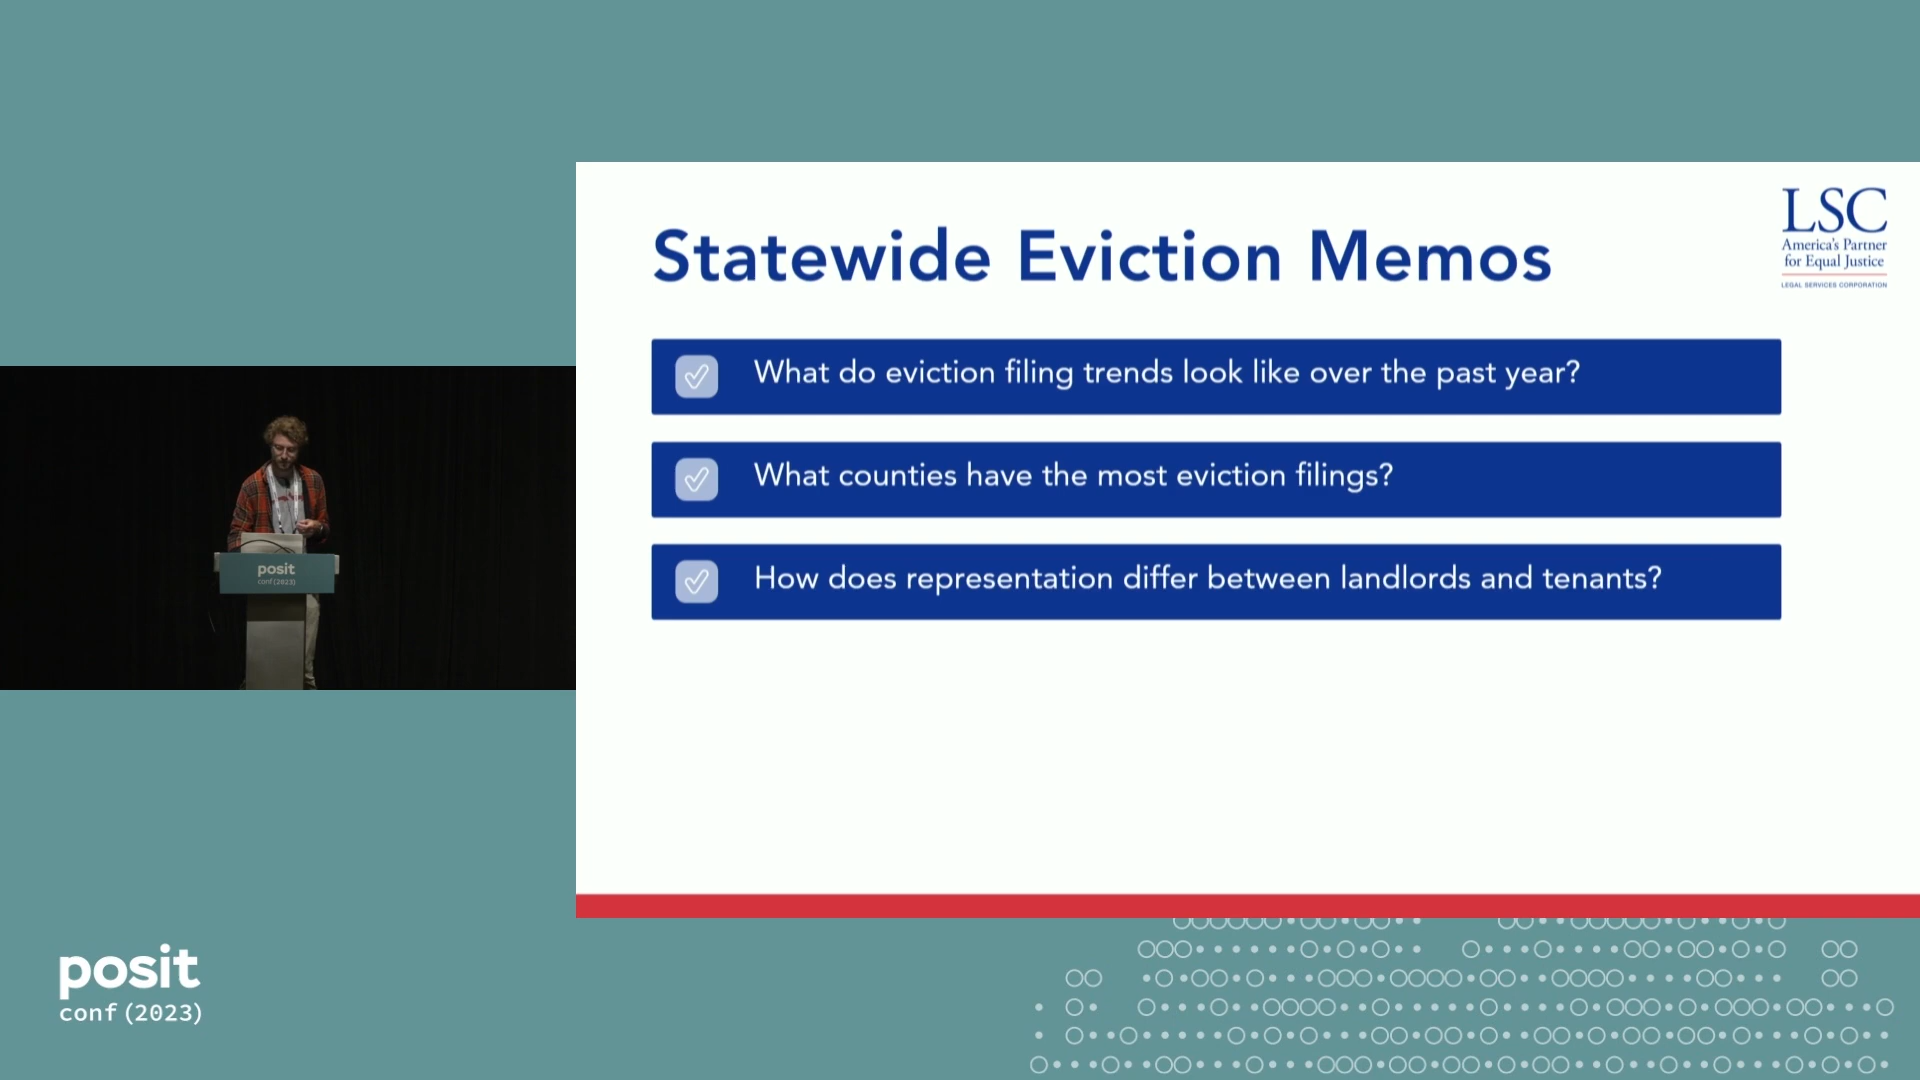 Statewide Eviction Memos
LSC
America's Partner
for Equal Justice
LEGAL SERVICES CORPORATION
What do eviction filing trends look like over the past year?
What counties have the most eviction filings?
How does representation differ between landlords and tenants?
posit
conf(2023)
posit
conf(2023)